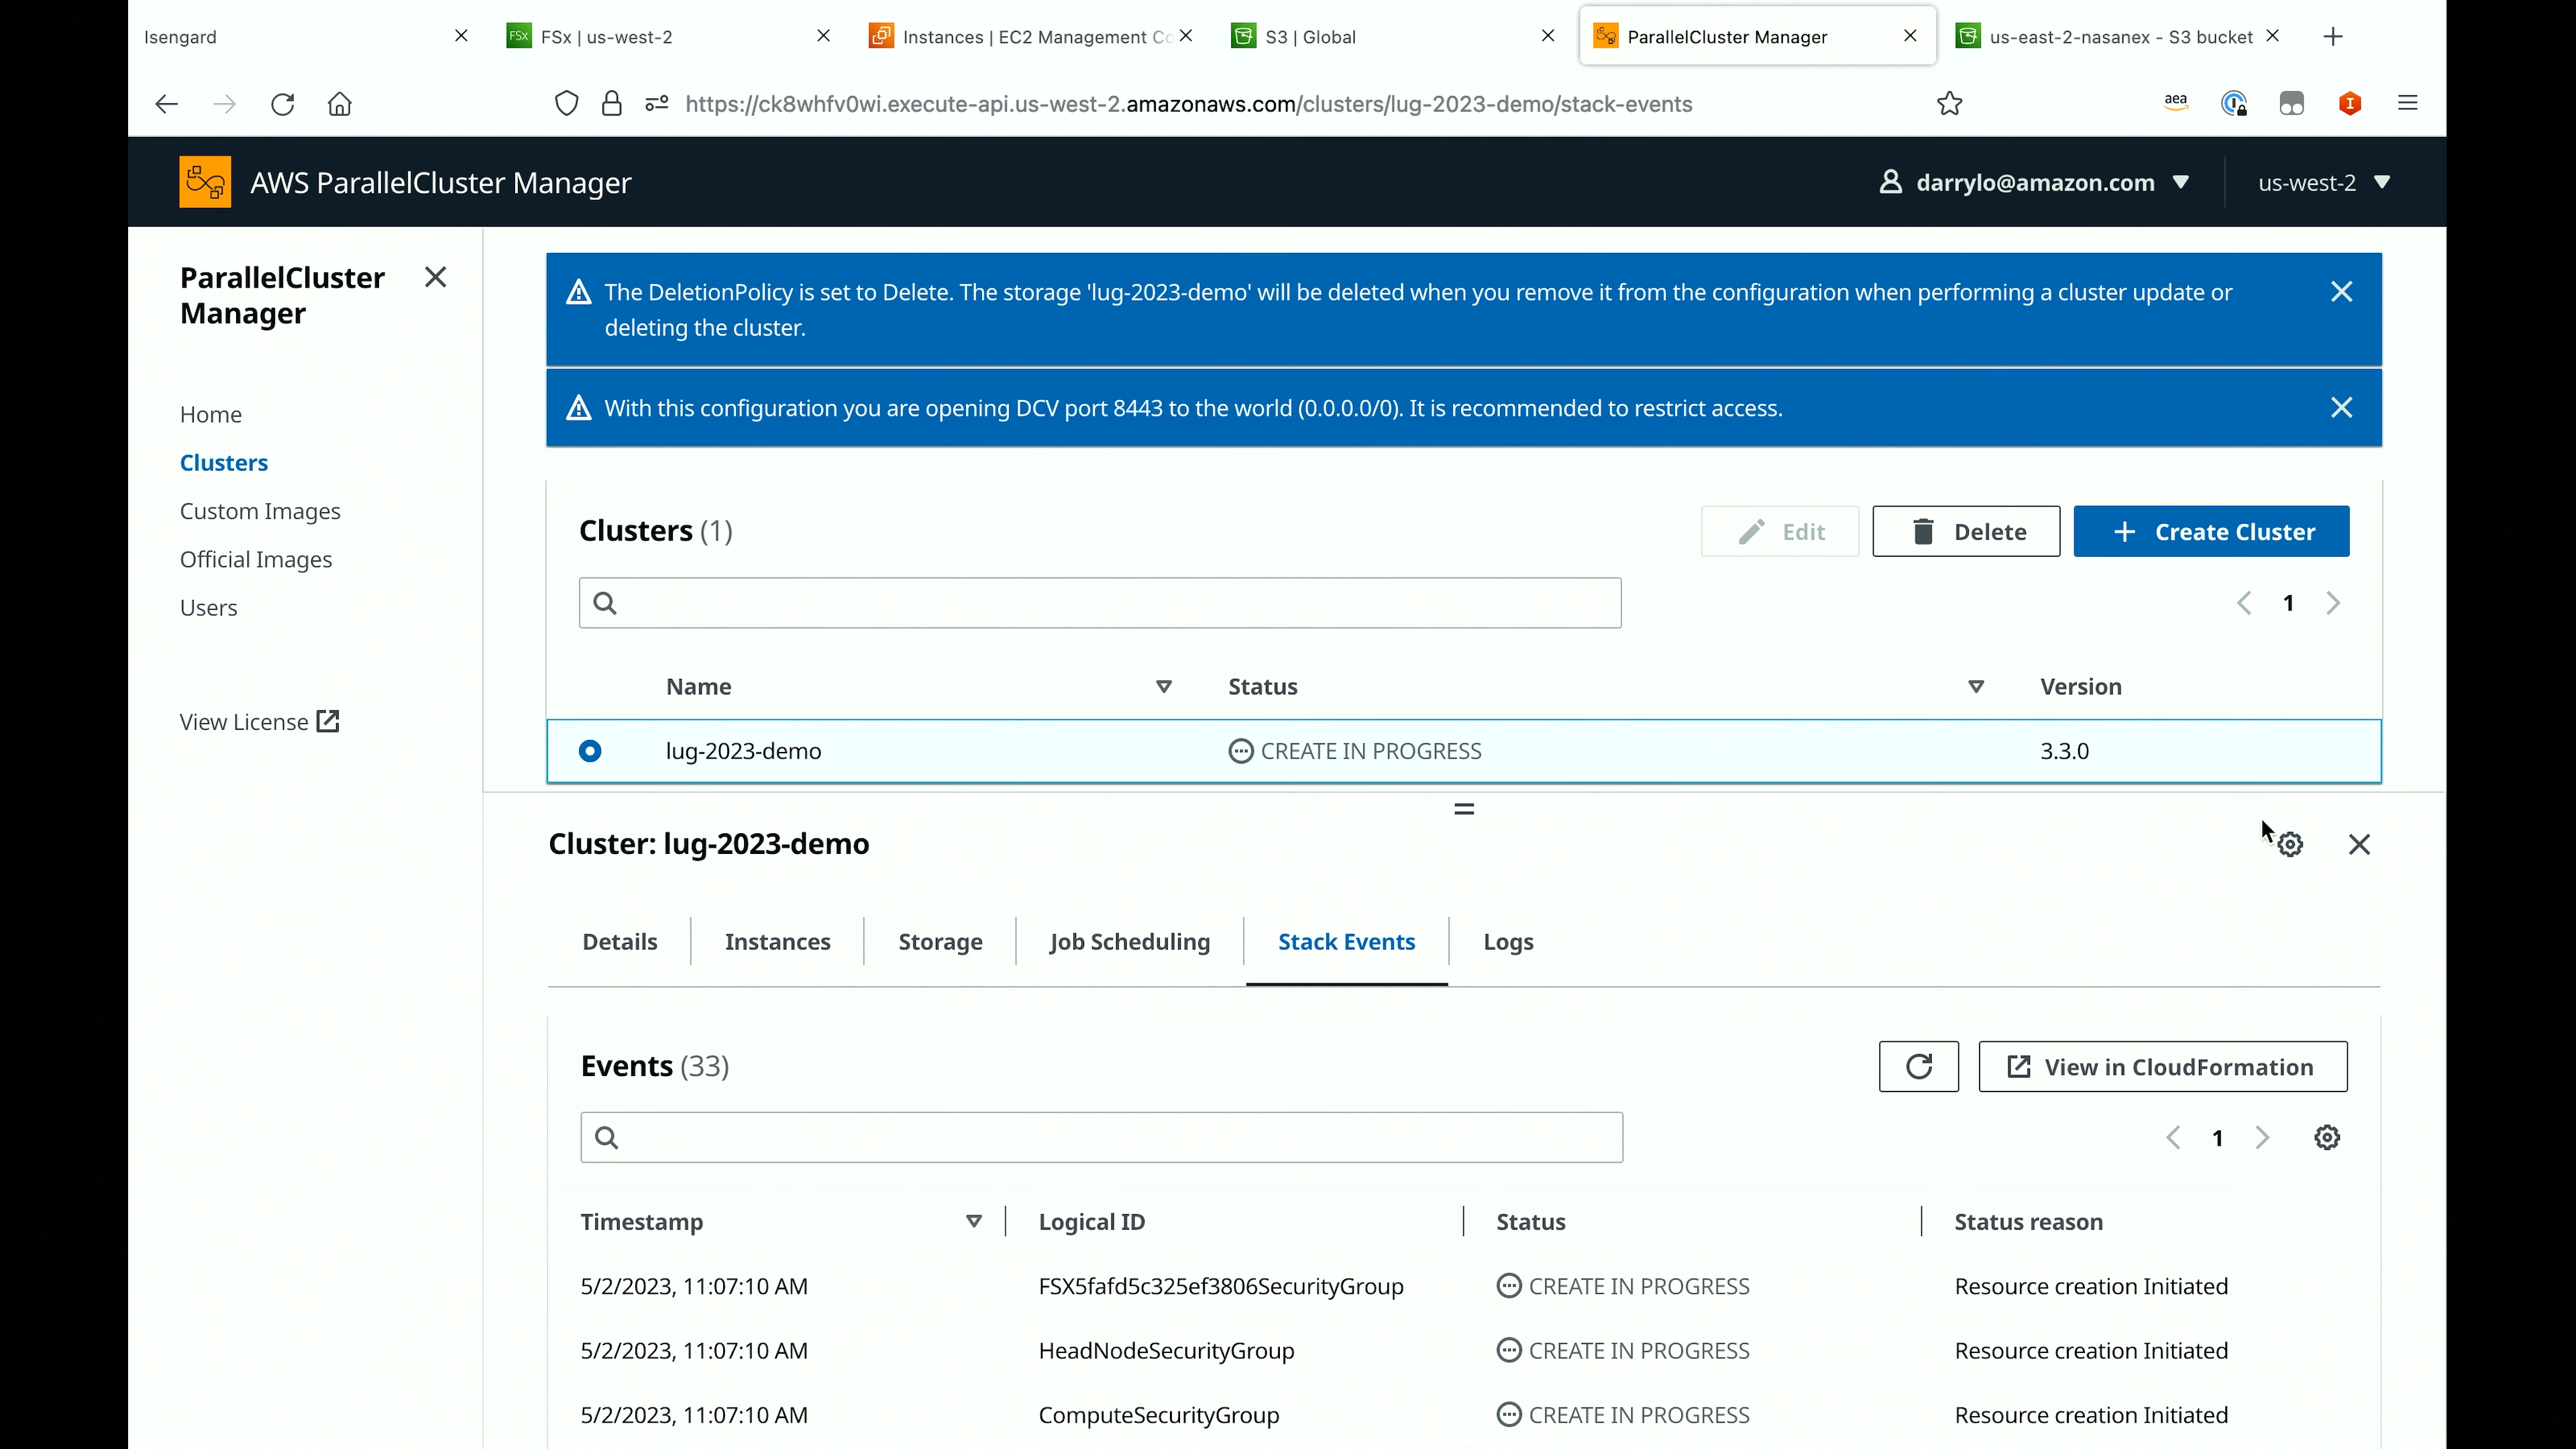 Isengard
FSx | us-west-2
Instances | EC2 Management Co
S3 | Global
ParallelCluster Manager
us-east-2-nasanex - S3 bucket
https://ck8whfv0wi.execute-api.us-west-2.amazonaws.com/clusters/lug-2023-demo/stack-events
aea
AWS ParallelCluster Manager
darrylo@amazon.com
us-west-2
ParallelCluster
Manager
Home
Clusters
Custom Images
Official Images
Users
View License
The DeletionPolicy is set to Delete. The storage 'lug-2023-demo' will be deleted when you remove it from the configuration when performing a cluster update or
deleting the cluster.
With this configuration you are opening DCV port 8443 to the world (0.0.0.0/0). It is recommended to restrict access.
Clusters (1)
Edit
Delete
Create Cluster
1
Name
Status
Version
lug-2023-demo
CREATE IN PROGRESS
3.3.0
Cluster: lug-2023-demo
Details
Instances
Storage
Job Scheduling
Stack Events
Logs
Events (33)
View in CloudFormation
1
Timestamp
Logical ID
Status
Status reason
5/2/2023, 11:07:10 AM
FSX5fafd5c325ef3806SecurityGroup
CREATE IN PROGRESS
Resource creation Initiated
5/2/2023, 11:07:10 AM
HeadNodeSecurityGroup
CREATE IN PROGRESS
Resource creation Initiated
5/2/2023, 11:07:10 AM
ComputeSecurityGroup
CREATE IN PROGRESS
Resource creation Initiated